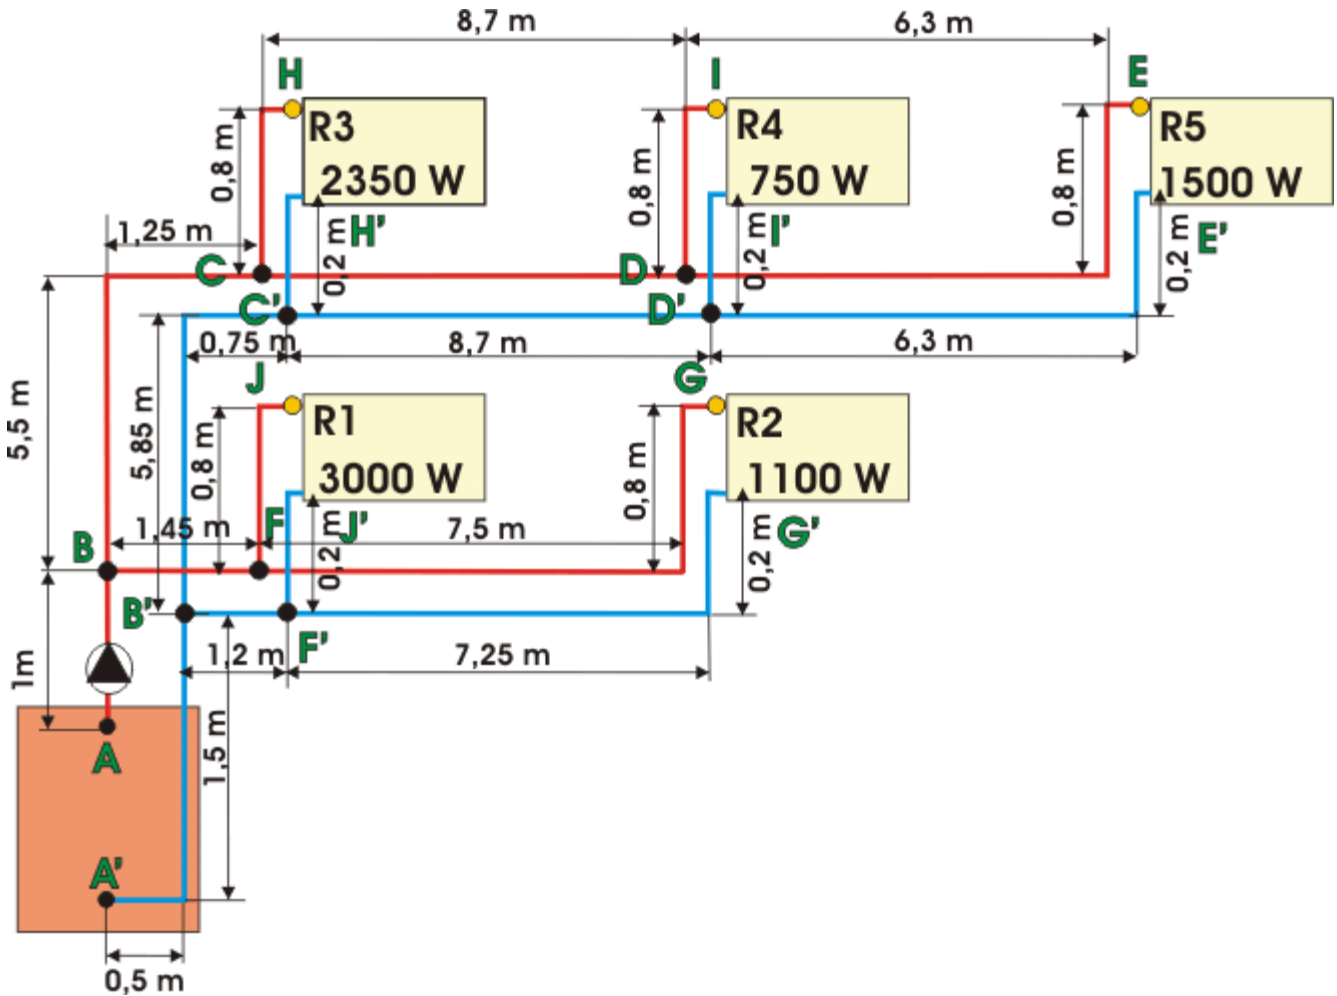 8,7 m
6,3 m
H
I
E
R3
2350 W
R4
750 W
R5
1500 W
0,8 m
0,8 m
0,8 m
1,25 m
H'
I'
E'
0,2 m
0,2 m
0,2 m
C
D
C'
D'
0,75 m
8,7 m
6,3 m
J
G
5,5 m
5,85 m
R1
3000 W
R2
1100 W
0,8 m
0,8 m
1,45 m
F
J'
7,5 m
G'
0,2 m
0,2 m
B
B'
F'
1,2 m
7,25 m
1m
1,5 m
A
A'
0,5 m